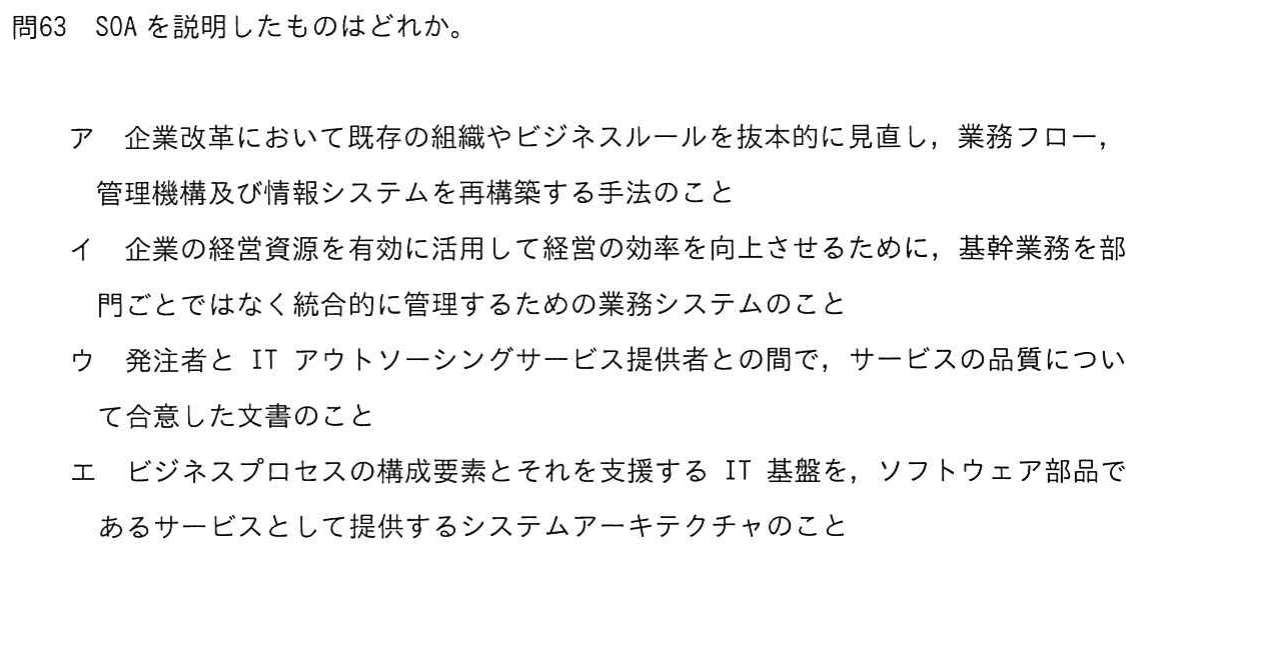 問63　SOA を説明したものはどれか。
ア　企業改革において既存の組織やビジネスルールを抜本的に見直し，業務フロー，
管理機構及び情報システムを再構築する手法のこと
イ　企業の経営資源を有効に活用して経営の効率を向上させるために，基幹業務を部
門ごとではなく統合的に管理するための業務システムのこと
ウ　発注者と IT アウトソーシングサービス提供者との間で，サービスの品質につい
て合意した文書のこと
エ　ビジネスプロセスの構成要素とそれを支援する IT 基盤を，ソフトウェア部品で
あるサービスとして提供するシステムアーキテクチャのこと